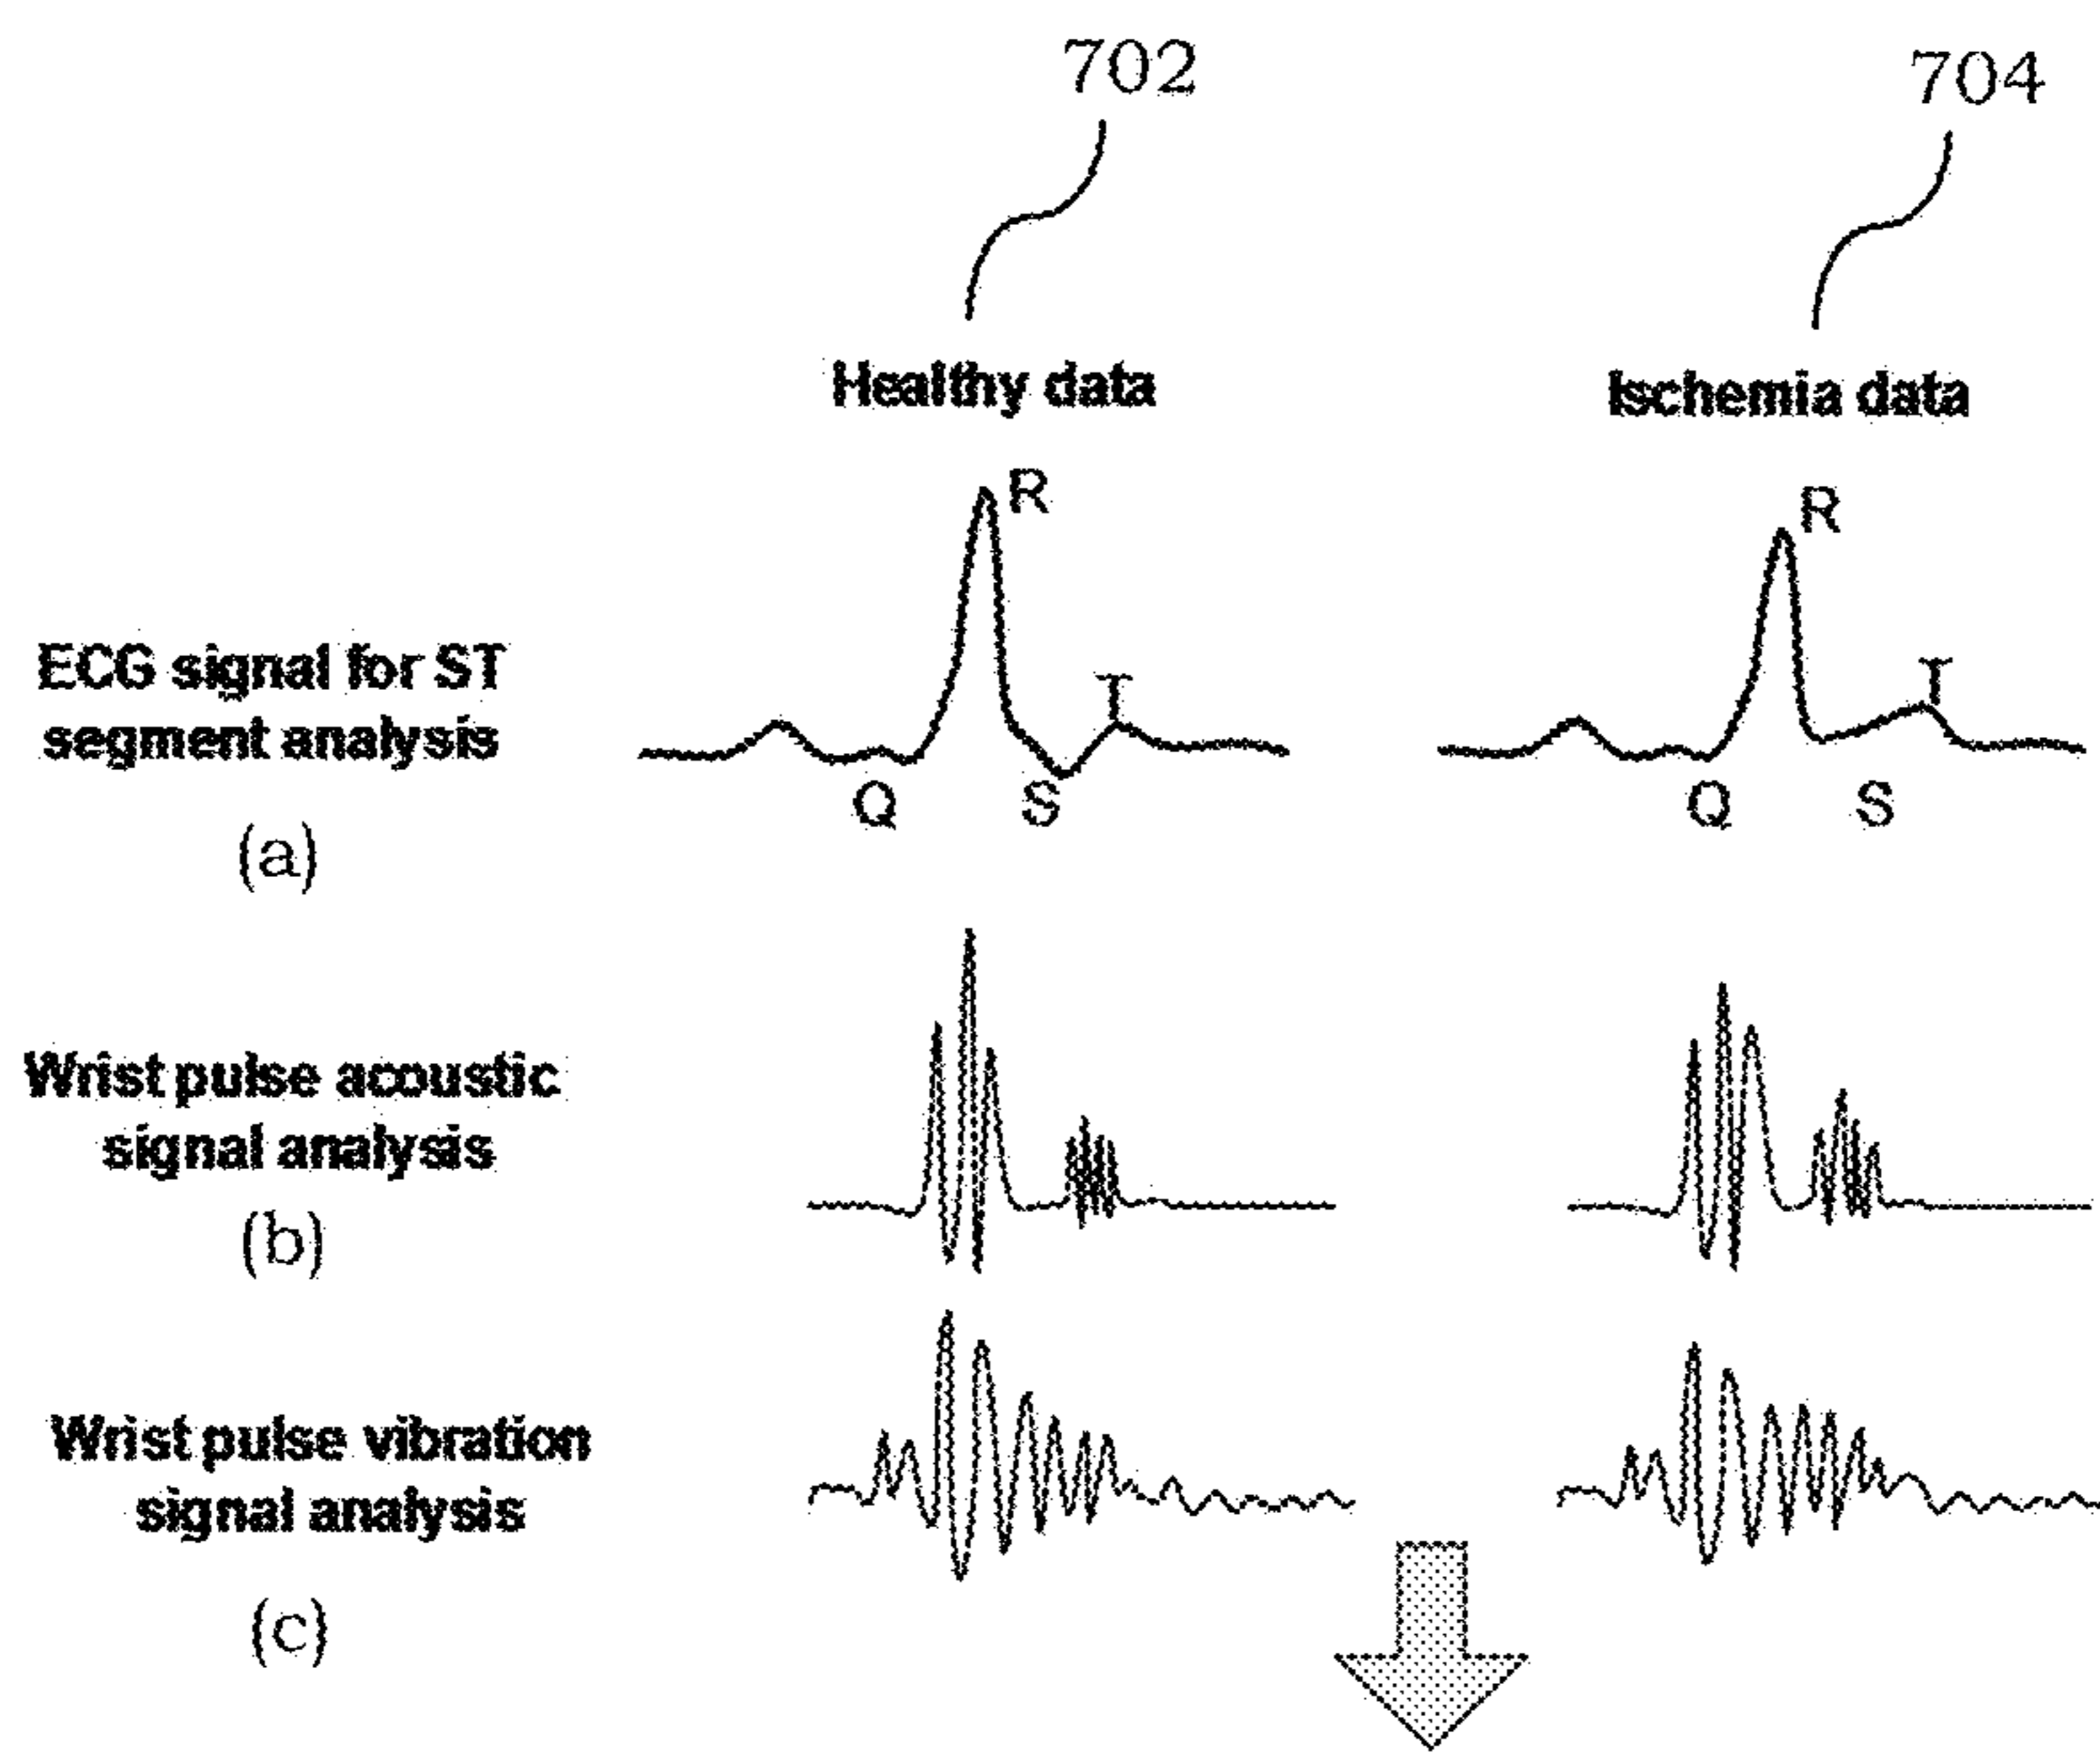 702
704
Healthy data
Ischemia data
R
R
ECG signal for ST
segment analysis
T
T
Q
S
Q
S
(a)
Wrist pulse acoustic
signal analysis
(b)
Wrist pulse vibration
signal analysis
(c)